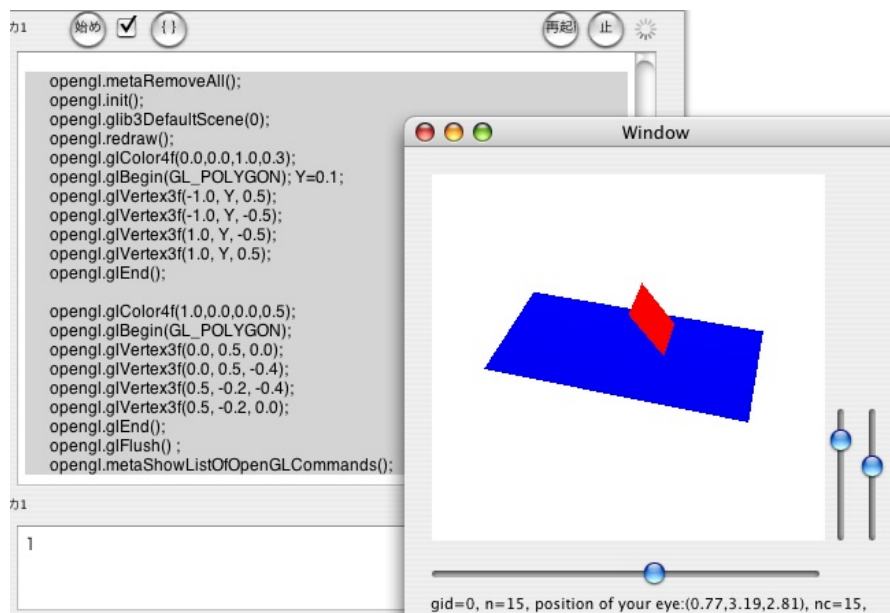 カ1
始め
{ }
再起
止
opengl.metaRemoveAll();
opengl.init();
opengl.glib3DefaultScene(0);
opengl.redraw();
opengl.glColor4f(0.0,0.0,1.0,0.3);
opengl.glBegin(GL_POLYGON); Y=0.1;
opengl.glVertex3f(-1.0, Y, 0.5);
opengl.glVertex3f(-1.0, Y, -0.5);
opengl.glVertex3f(1.0, Y, -0.5);
opengl.glVertex3f(1.0, Y, 0.5);
opengl.glEnd();
opengl.glColor4f(1.0,0.0,0.0,0.5);
opengl.glBegin(GL_POLYGON);
opengl.glVertex3f(0.0, 0.5, 0.0);
opengl.glVertex3f(0.0, 0.5, -0.4);
opengl.glVertex3f(0.5, -0.2, -0.4);
opengl.glVertex3f(0.5, -0.2, 0.0);
opengl.glEnd();
opengl.glFlush() ;
opengl.metaShowListOfOpenGLCommands();
カ1
1
Window
gid=0, n=15, position of your eye:(0.77,3.19,2.81), nc=15,